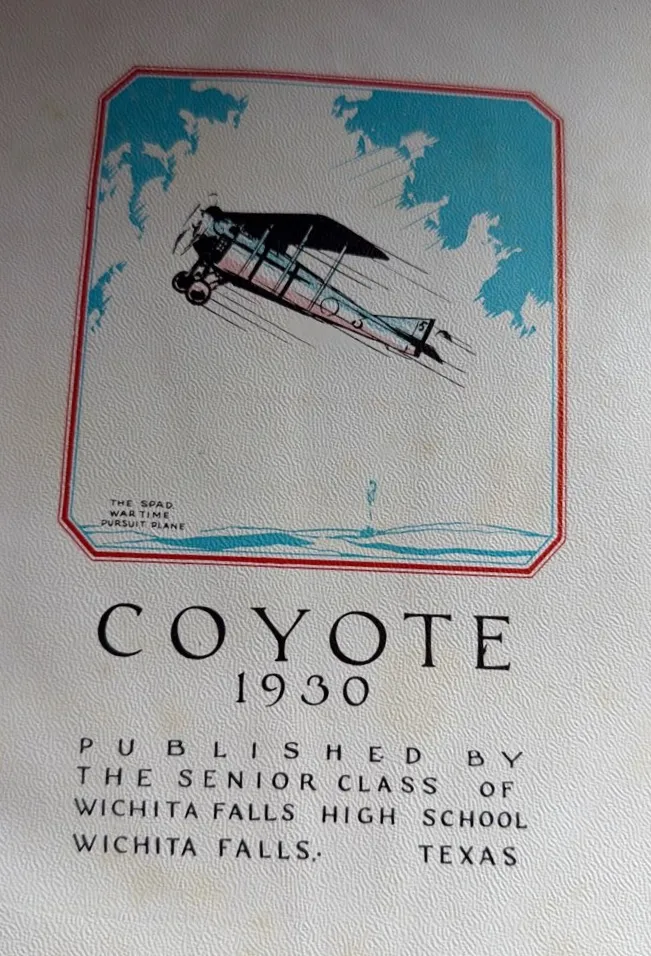 5
THE SPAD
WAR TIME
PURSUIT PLANE
COYOTE
1930
PUBLISHED BY
THE SENIOR CLASS OF
WICHITA FALLS HIGH SCHOOL
WICHITA FALLS, TEXAS